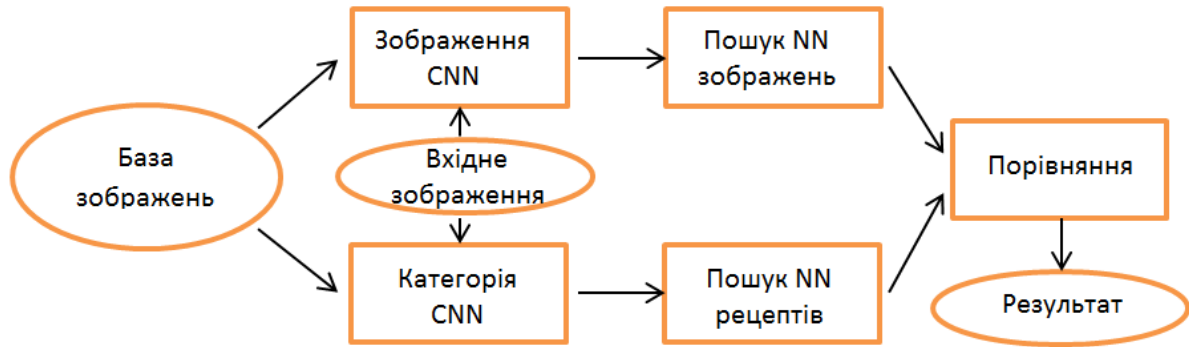 База
зображень
Зображення
CNN
Вхідне
зображення
Категорія
CNN
Пошук NN
зображень
Пошук NN
рецептів
Порівняння
Результат